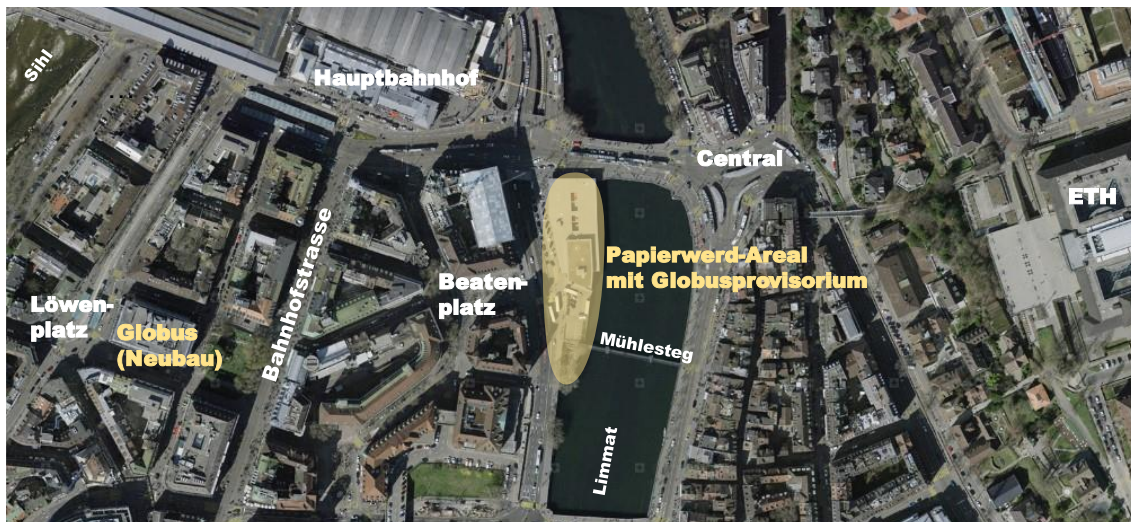 Sihl
Hauptbahnhof
Central
ETH
Papierwerd-Areal
mit Globusprovisorium
Bahnhofstrasse
Beaten-
platz
Löwen-
platz
Globus
(Neubau)
Mühlesteg
Limmat